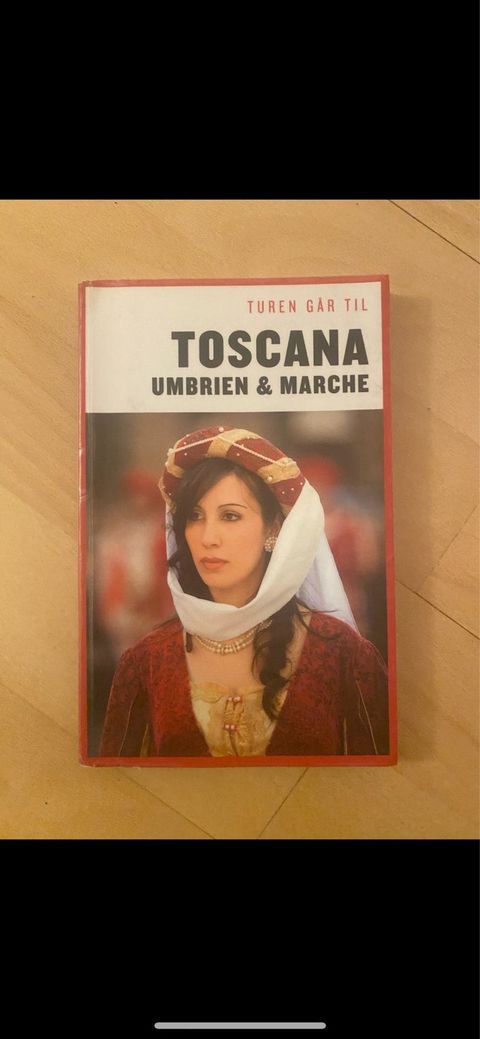 TUREN GÅR TIL
TOSCANA
UMBRIEN & MARCHE